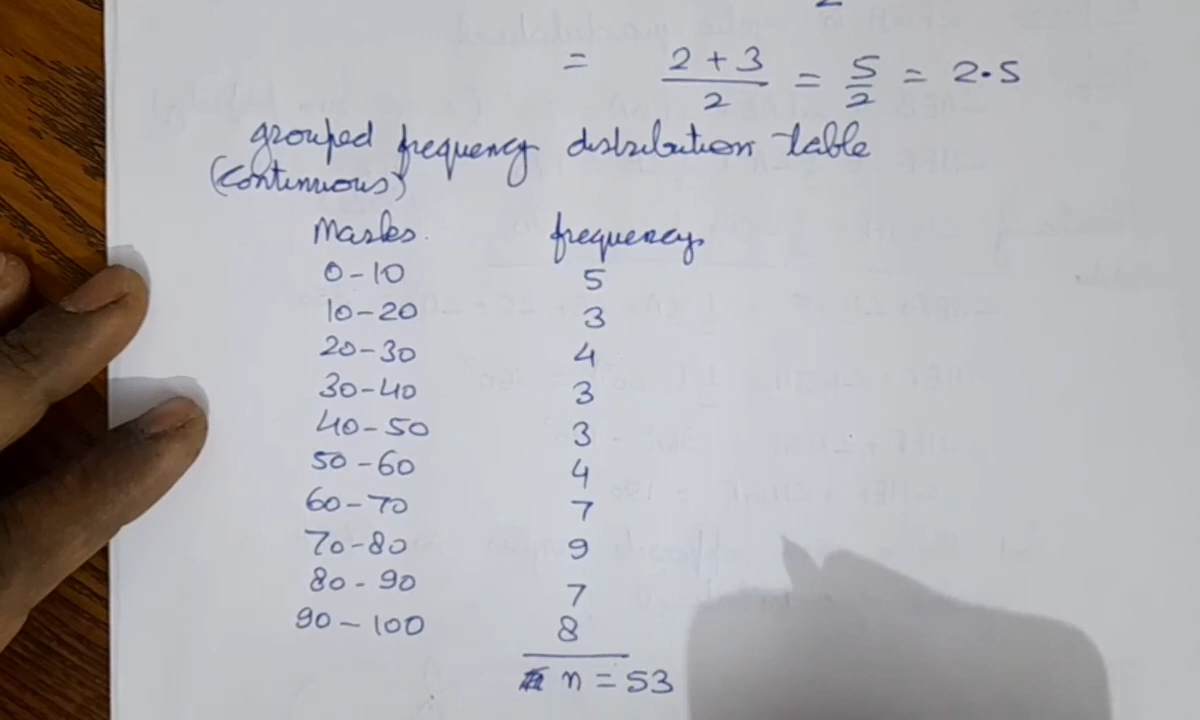 = 2 + 3 / 2 = 5/2 = 2.5
grouped frequency distribution table
(continuous)
Marks. frequency
0-10 5
10-20 3
20-30 4
30-40 3
40-50 3
50-60 4
60-70 7
70-80 9
80-90 7
90-100 8
n = 53